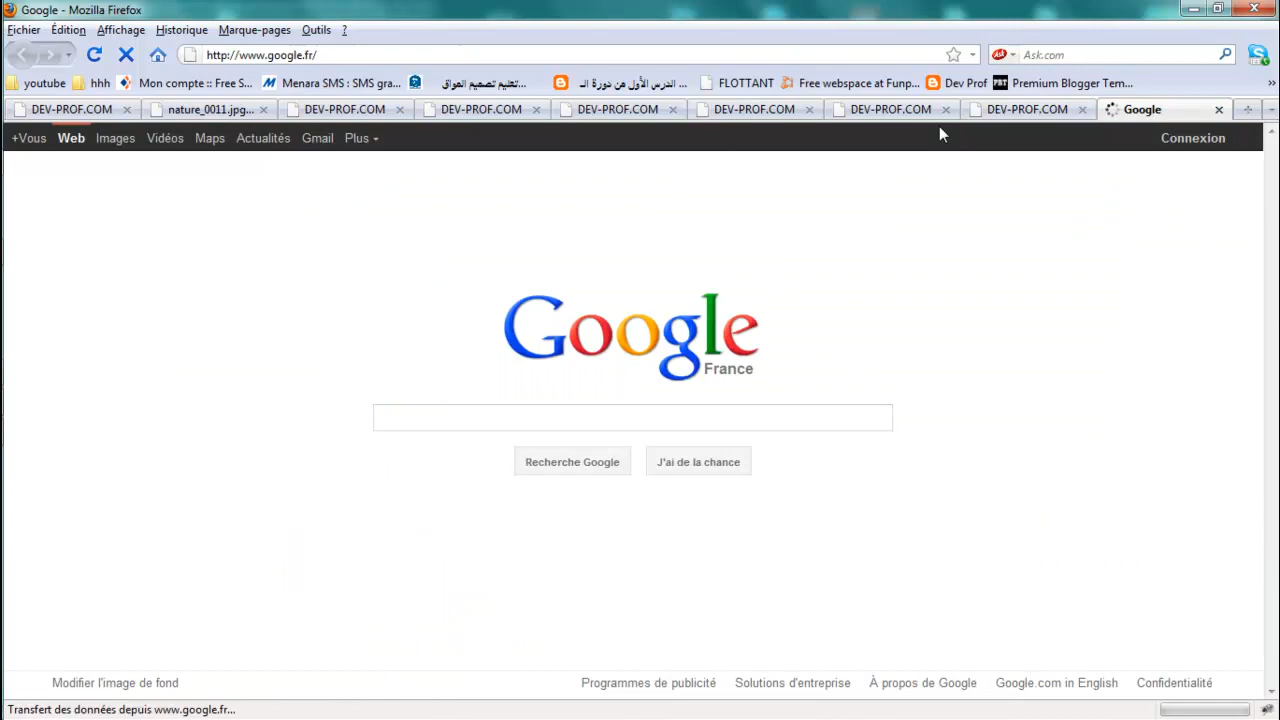 Google - Mozilla Firefox
Fichier Édition Affichage Historique Marque-pages Outils ?
http://www.google.fr/ Ask Ask.com
youtube hhh Mon compte :: Free S... Menara SMS : SMS gra... تعليم تصميم المواق... الدرس الأول من دورة الـ... FLOTTANT Free webspace at Funp... Dev Prof PBT Premium Blogger Tem... »
DEV-PROF.COM nature_0011.jpg... DEV-PROF.COM DEV-PROF.COM DEV-PROF.COM DEV-PROF.COM DEV-PROF.COM DEV-PROF.COM Google
+Vous Web Images Vidéos Maps Actualités Gmail Plus Connexion
Google
France
Recherche Google J'ai de la chance
Modifier l'image de fond Programmes de publicité Solutions d'entreprise À propos de Google Google.com in English Confidentialité
Transfert des données depuis www.google.fr...